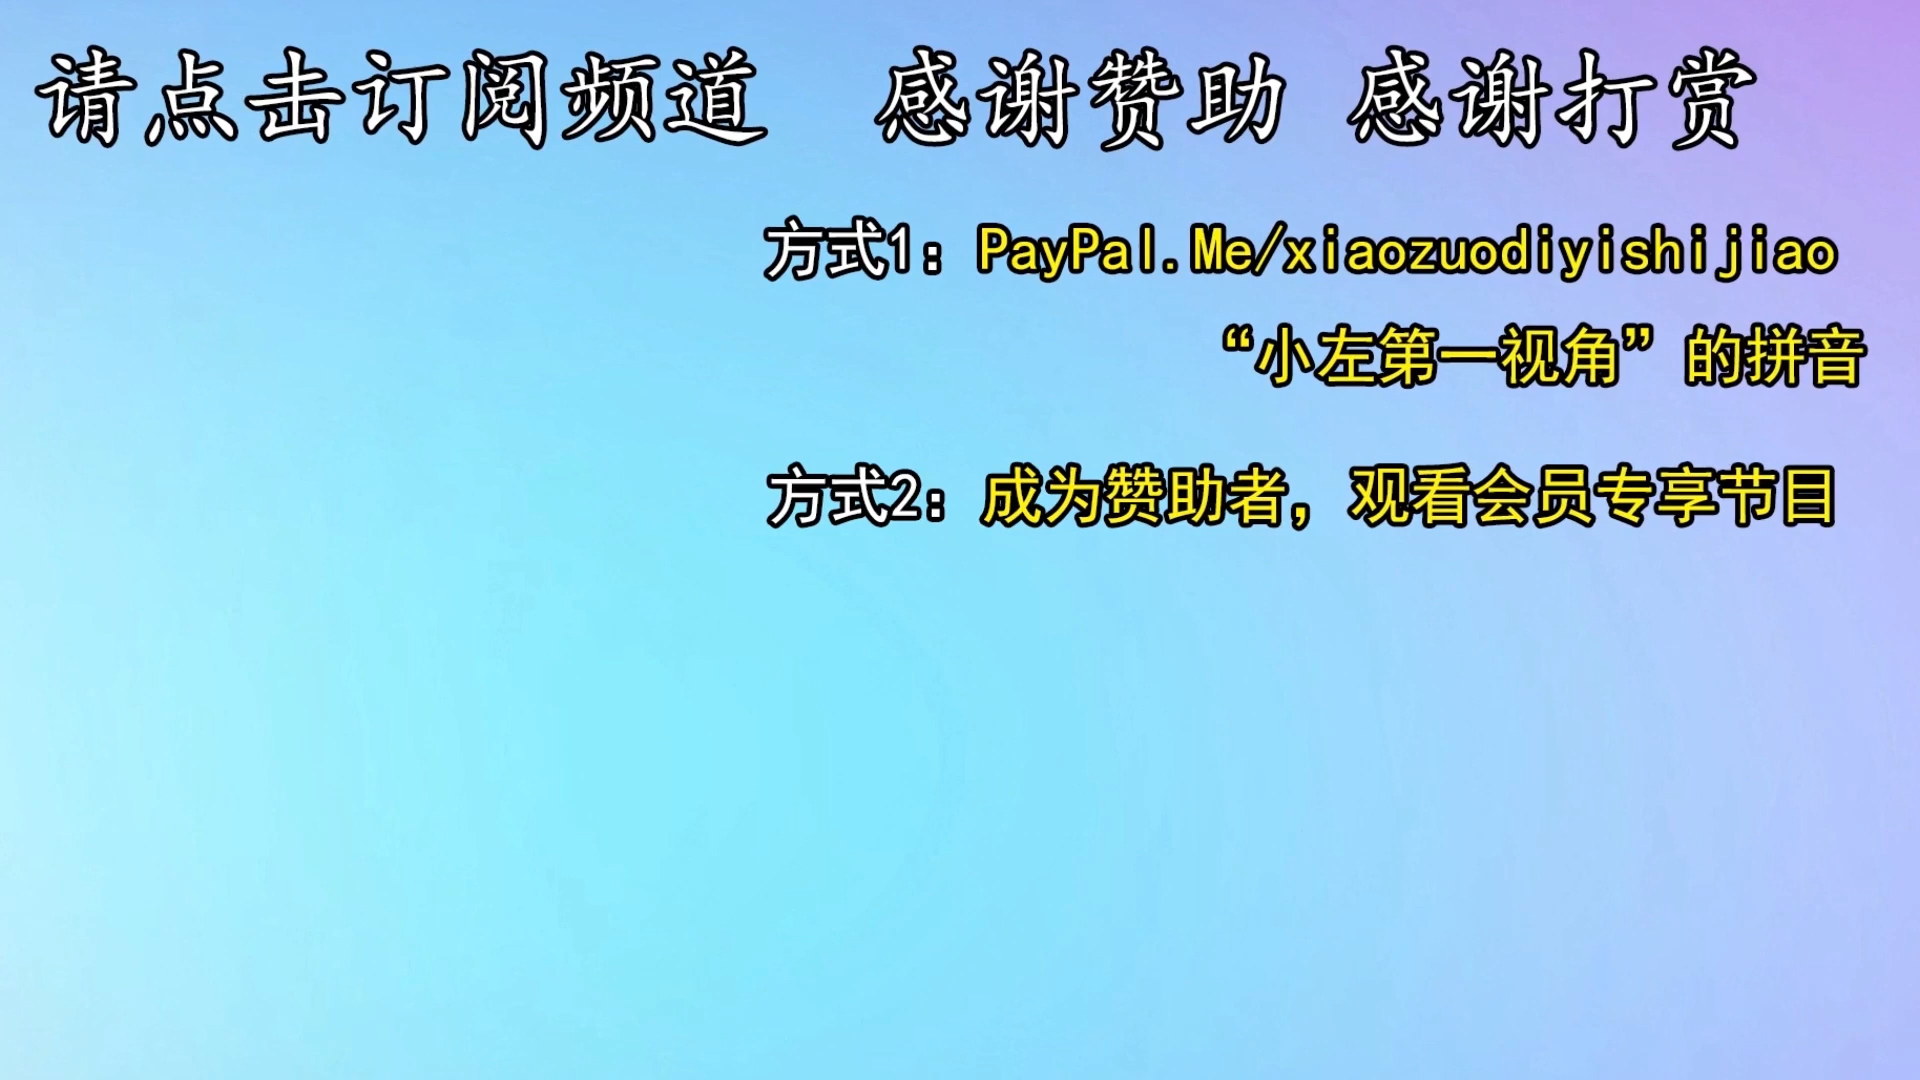 请点击订阅频道 感谢赞助 感谢打赏
方式1：PayPal.Me/xiaozuodiyishijiao
“小左第一视角”的拼音
方式2：成为赞助者，观看会员专享节目